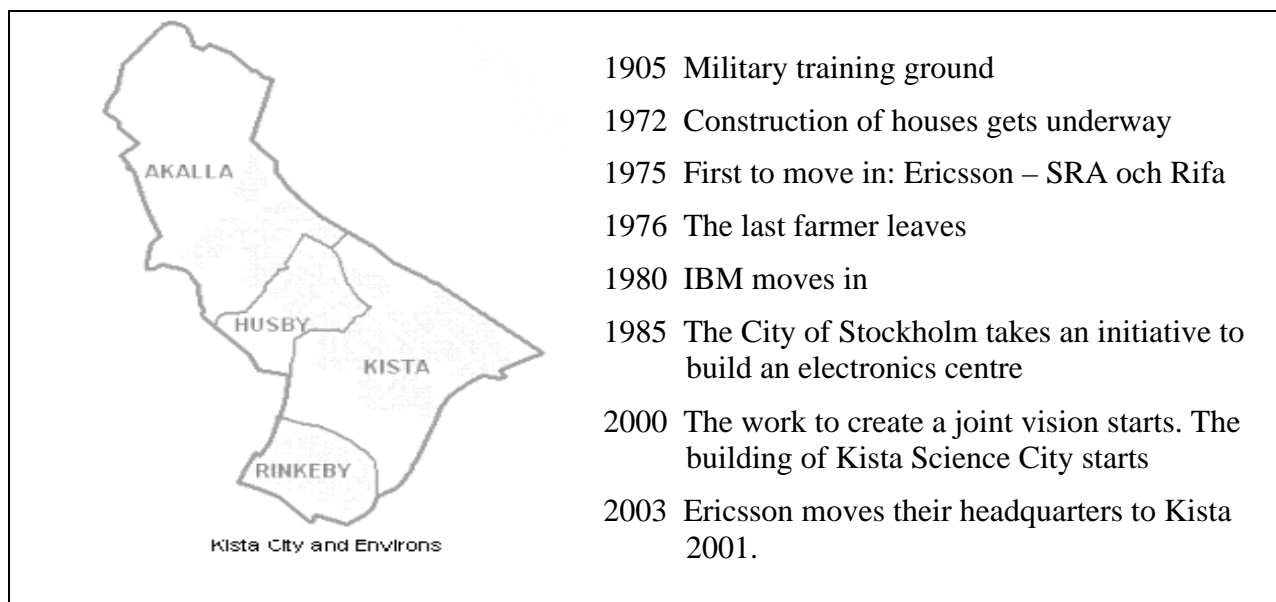 AKALLA
HUSBY
KISTA
RINKEBY
Kista City and Environs
1905 Military training ground
1972 Construction of houses gets underway
1975 First to move in: Ericsson – SRA och Rifa
1976 The last farmer leaves
1980 IBM moves in
1985 The City of Stockholm takes an initiative to
build an electronics centre
2000 The work to create a joint vision starts. The
building of Kista Science City starts
2003 Ericsson moves their headquarters to Kista
2001.